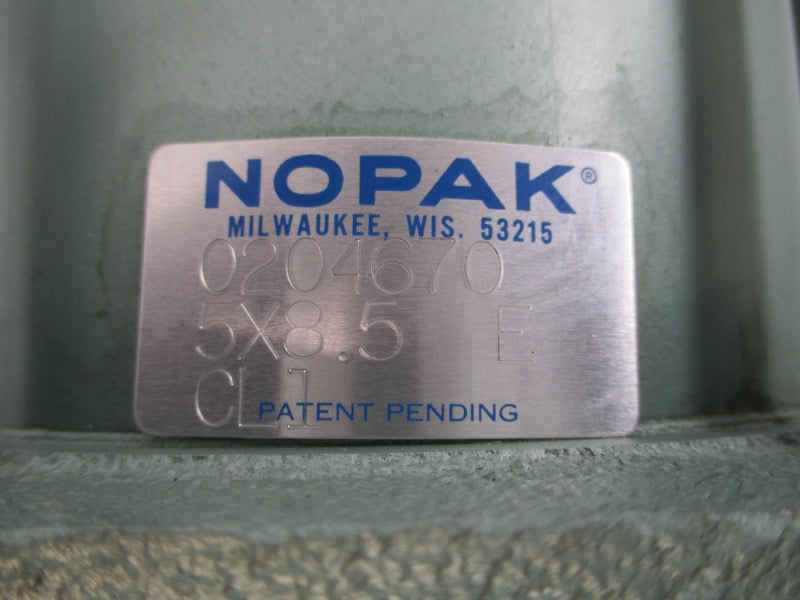 NOPAK®
MILWAUKEE, WIS. 53215
0204670
5X8.5 E
CL1
PATENT PENDING